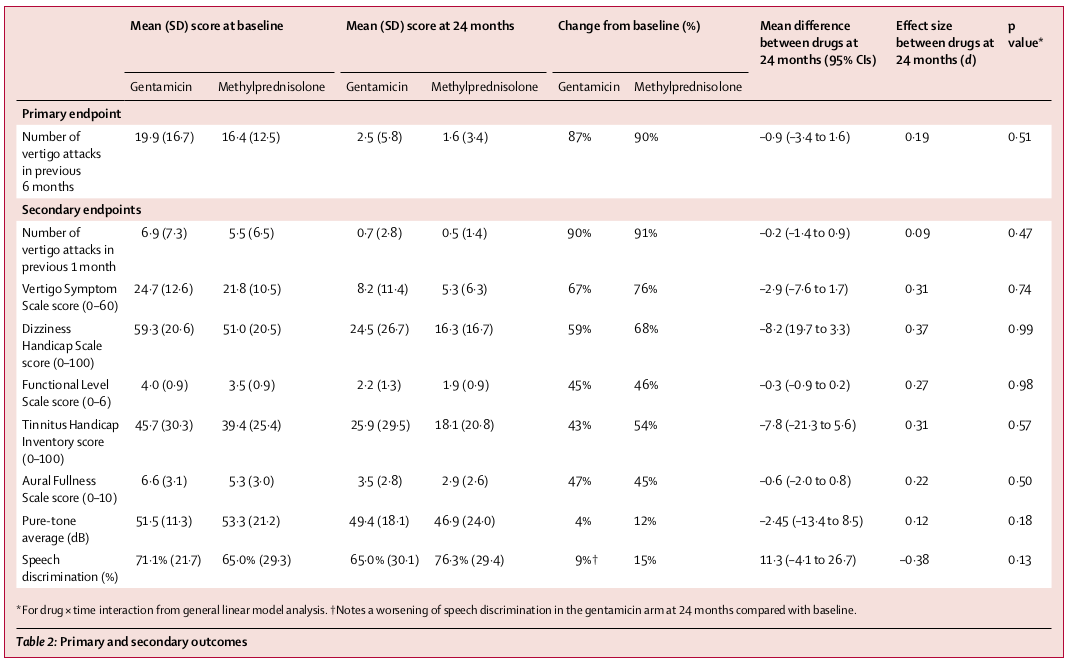 Mean (SD) score at baseline Mean (SD) score at 24 months Change from baseline (%) Mean difference between drugs at 24 months (95% CIs) Effect size between drugs at 24 months (d) p value*
Gentamicin Methylprednisolone Gentamicin Methylprednisolone Gentamicin Methylprednisolone
Primary endpoint
Number of vertigo attacks in previous 6 months 19·9 (16·7) 16·4 (12·5) 2·5 (5·8) 1·6 (3·4) 87% 90% –0·9 (–3·4 to 1·6) 0·19 0·51
Secondary endpoints
Number of vertigo attacks in previous 1 month 6·9 (7·3) 5·5 (6·5) 0·7 (2·8) 0·5 (1·4) 90% 91% –0·2 (–1·4 to 0·9) 0·09 0·47
Vertigo Symptom Scale score (0–60) 24·7 (12·6) 21·8 (10·5) 8·2 (11·4) 5·3 (6·3) 67% 76% –2·9 (–7·6 to 1·7) 0·31 0·74
Dizziness Handicap Scale score (0–100) 59·3 (20·6) 51·0 (20·5) 24·5 (26·7) 16·3 (16·7) 59% 68% –8·2 (19·7 to 3·3) 0·37 0·99
Functional Level Scale score (0–6) 4·0 (0·9) 3·5 (0·9) 2·2 (1·3) 1·9 (0·9) 45% 46% –0·3 (–0·9 to 0·2) 0·27 0·98
Tinnitus Handicap Inventory score (0–100) 45·7 (30·3) 39·4 (25·4) 25·9 (29·5) 18·1 (20·8) 43% 54% –7·8 (–21·3 to 5·6) 0·31 0·57
Aural Fullness Scale score (0–10) 6·6 (3·1) 5·3 (3·0) 3·5 (2·8) 2·9 (2·6) 47% 45% –0·6 (–2·0 to 0·8) 0·22 0·50
Pure-tone average (dB) 51·5 (11·3) 53·3 (21·2) 49·4 (18·1) 46·9 (24·0) 4% 12% –2·45 (–13·4 to 8·5) 0·12 0·18
Speech discrimination (%) 71·1% (21·7) 65·0% (29·3) 65·0% (30·1) 76·3% (29·4) 9%† 15% 11·3 (–4·1 to 26·7) –0·38 0·13
*For drug × time interaction from general linear model analysis. †Notes a worsening of speech discrimination in the gentamicin arm at 24 months compared with baseline.
Table 2: Primary and secondary outcomes